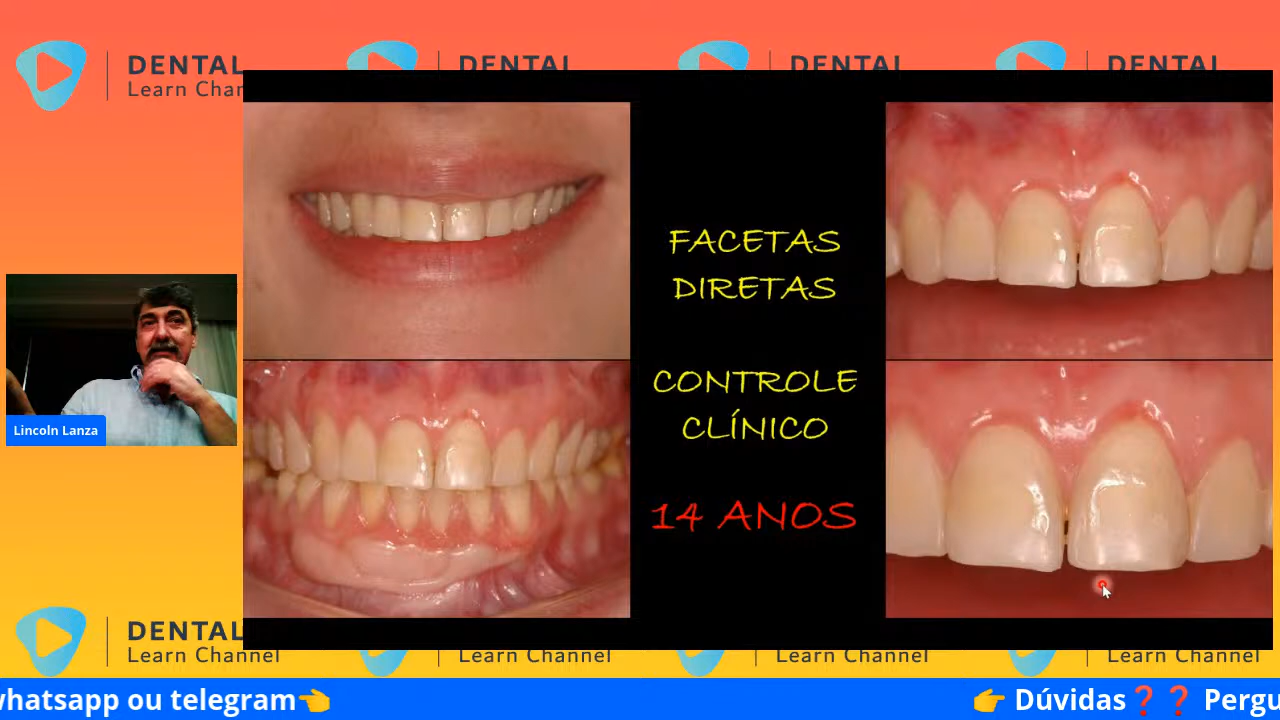 DENTAL
Learn Chan
DENTAL
DENTAL
DENTAL
FACETAS
DIRETAS
CONTROLE
CLÍNICO
14 ANOS
Lincoln Lanza
DENTAL
Learn Channel
Learn Channel
Learn Channel
Learn Channel
whatsapp ou telegram👈
👉 Dúvidas❓❓ Pergu